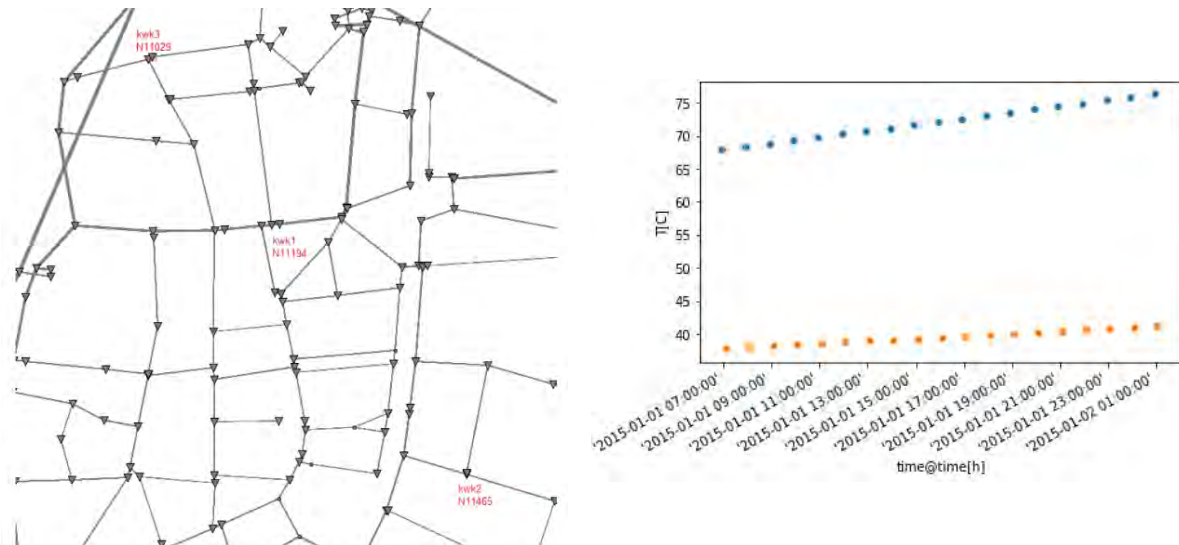 kwk3
N11029
kwk1
N11194
kwk2
N11465
75
70
65
60
55
50
45
40
T[C]
'2015-01-01 07:00:00'
'2015-01-01 09:00:00'
'2015-01-01 11:00:00'
'2015-01-01 13:00:00'
'2015-01-01 15:00:00'
'2015-01-01 17:00:00'
'2015-01-01 19:00:00'
'2015-01-01 21:00:00'
'2015-01-01 23:00:00'
'2015-01-02 01:00:00'
time@time[h]